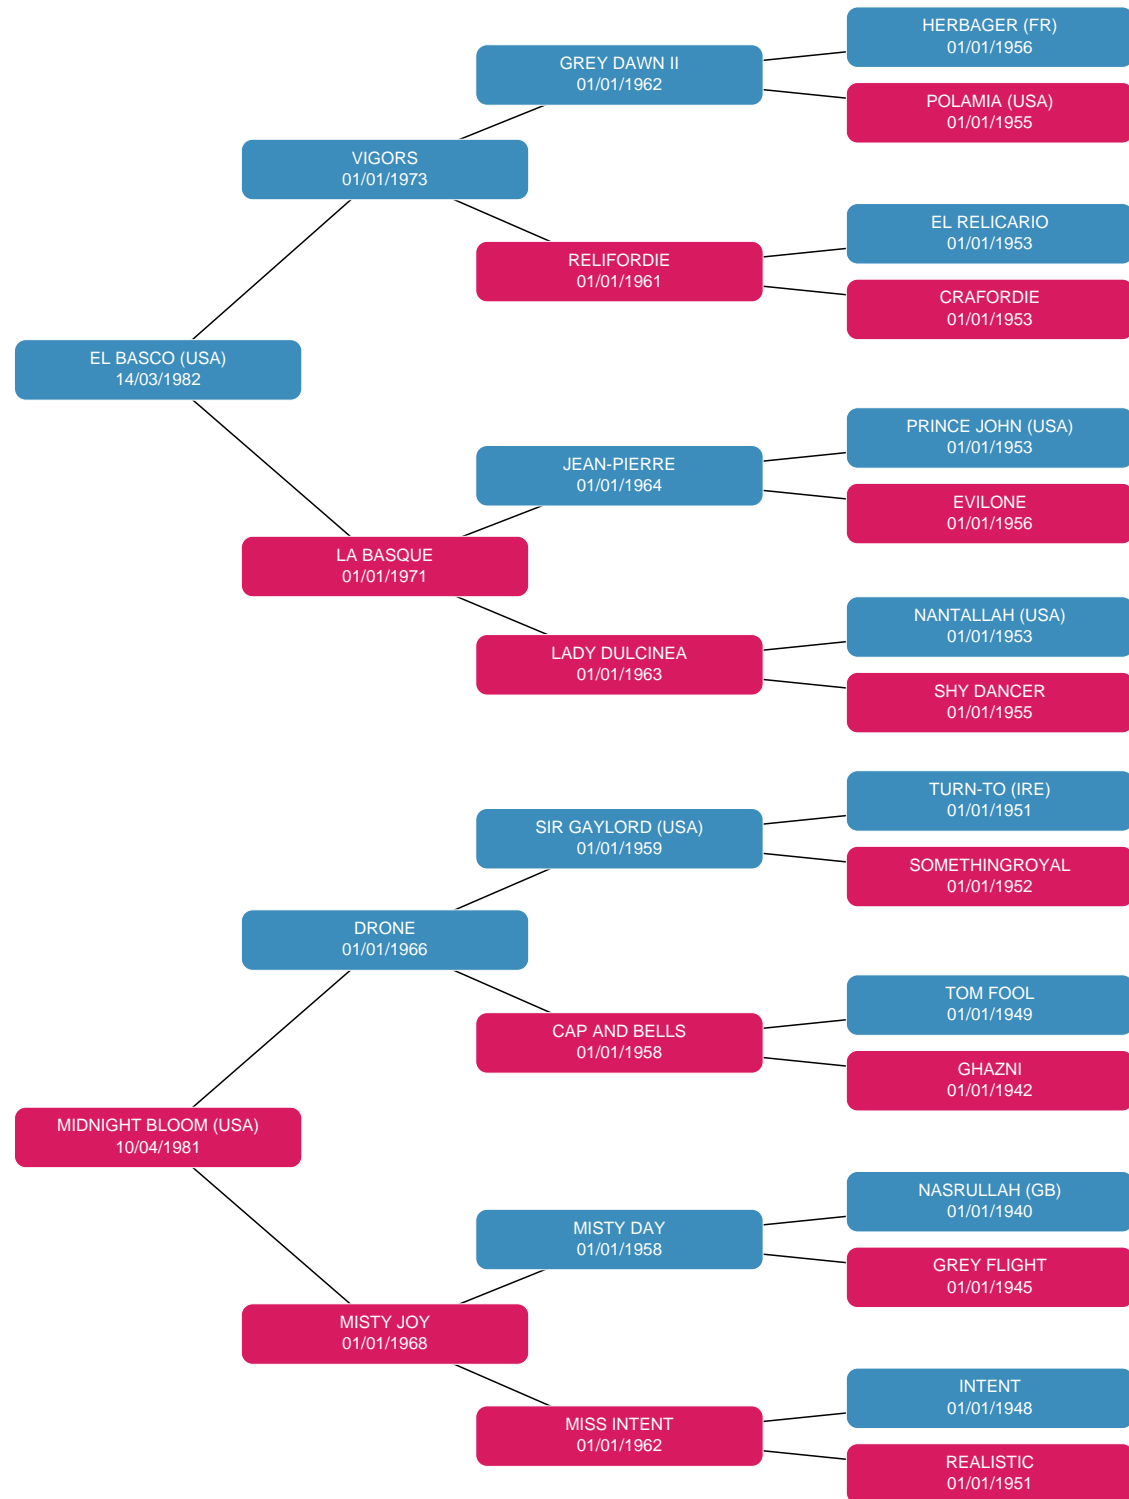 HERBAGER (FR)
01/01/1956
GREY DAWN II
01/01/1962
POLAMIA (USA)
01/01/1955
VIGORS
01/01/1973
EL RELICARIO
01/01/1953
RELIFORDIE
01/01/1961
CRAFORDIE
01/01/1953
EL BASCO (USA)
14/03/1982
PRINCE JOHN (USA)
01/01/1953
JEAN-PIERRE
01/01/1964
EVILONE
01/01/1956
LA BASQUE
01/01/1971
NANTALLAH (USA)
01/01/1953
LADY DULCINEA
01/01/1963
SHY DANCER
01/01/1955
TURN-TO (IRE)
01/01/1951
SIR GAYLORD (USA)
01/01/1959
SOMETHINGROYAL
01/01/1952
DRONE
01/01/1966
TOM FOOL
01/01/1949
CAP AND BELLS
01/01/1958
GHAZNI
01/01/1942
MIDNIGHT BLOOM (USA)
10/04/1981
NASRULLAH (GB)
01/01/1940
MISTY DAY
01/01/1958
GREY FLIGHT
01/01/1945
MISTY JOY
01/01/1968
INTENT
01/01/1948
MISS INTENT
01/01/1962
REALISTIC
01/01/1951